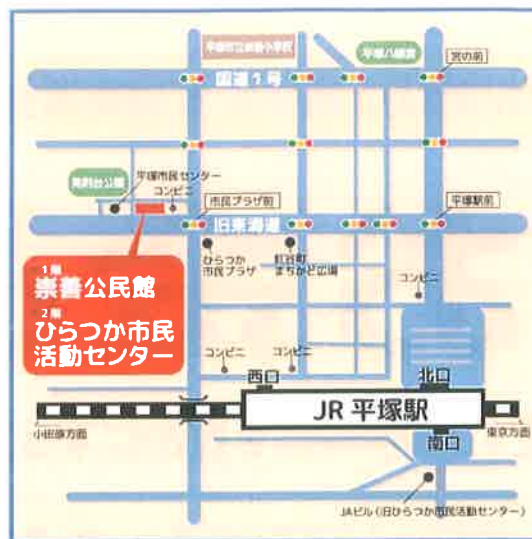 平塚市立崇善小学校
平塚八幡宮
宮の前
国道1号
見附台公園
平塚市民センター
コンビニ
市民プラザ前
平塚駅前
旧東海道
ひらつか
市民プラザ
紅谷町
まちかど広場
1階
崇善公民館
2階
ひらつか市民
活動センター
コンビニ
コンビニ
コンビニ
西口
北口
JR 平塚駅
小田原方面
東京方面
南口
JAビル(旧ひらつか市民活動センター)